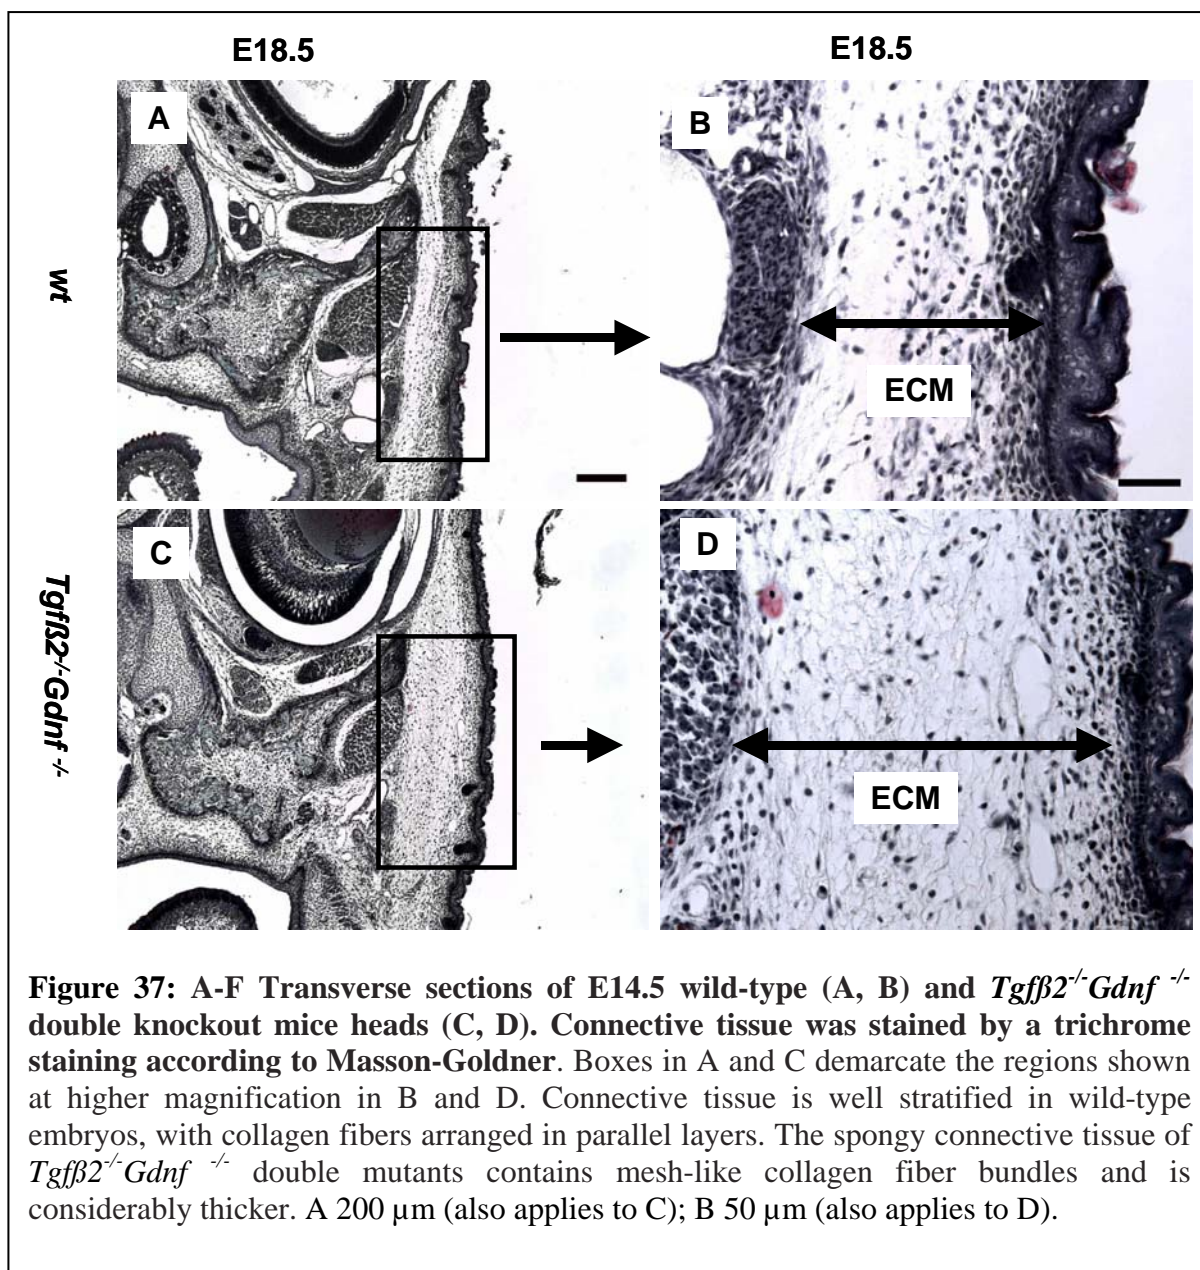 E18.5
E18.5
A
B
wt
ECM
C
D
Tgfß2-/-Gdnf -/-
ECM
Figure 37: A-F Transverse sections of E14.5 wild-type (A, B) and Tgfß2-/-Gdnf -/-
double knockout mice heads (C, D). Connective tissue was stained by a trichrome
staining according to Masson-Goldner. Boxes in A and C demarcate the regions shown
at higher magnification in B and D. Connective tissue is well stratified in wild-type
embryos, with collagen fibers arranged in parallel layers. The spongy connective tissue of
Tgfß2-/-Gdnf -/- double mutants contains mesh-like collagen fiber bundles and is
considerably thicker. A 200 µm (also applies to C); B 50 µm (also applies to D).